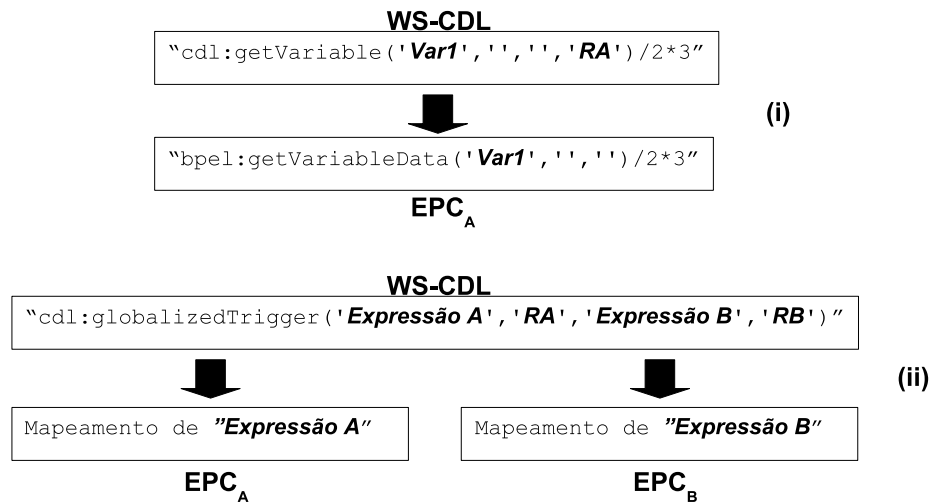 WS-CDL
“cdl:getVariable('Var1','','','RA')/2*3”
(i)
“bpel:getVariableData('Var1','','')/2*3”
EPCA
WS-CDL
“cdl:globalizedTrigger('Expressão A','RA','Expressão B','RB')”
(ii)
Mapeamento de ”Expressão A” Mapeamento de ”Expressão B”
EPCA EPCB